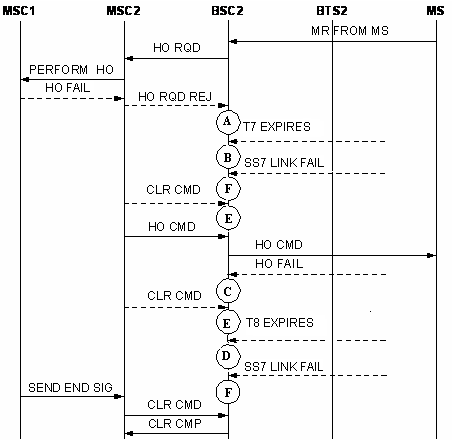 MSC1 MSC2 BSC2 BTS2 MS
MR FROM MS
HO RQD
PERFORM HO
HO FAIL
HO RQD REJ
A
T7 EXPIRES
B
SS7 LINK FAIL
F
CLR CMD
E
HO CMD
HO CMD
HO FAIL
C
CLR CMD
E
T8 EXPIRES
D
SS7 LINK FAIL
F
SEND END SIG
CLR CMD
CLR CMP